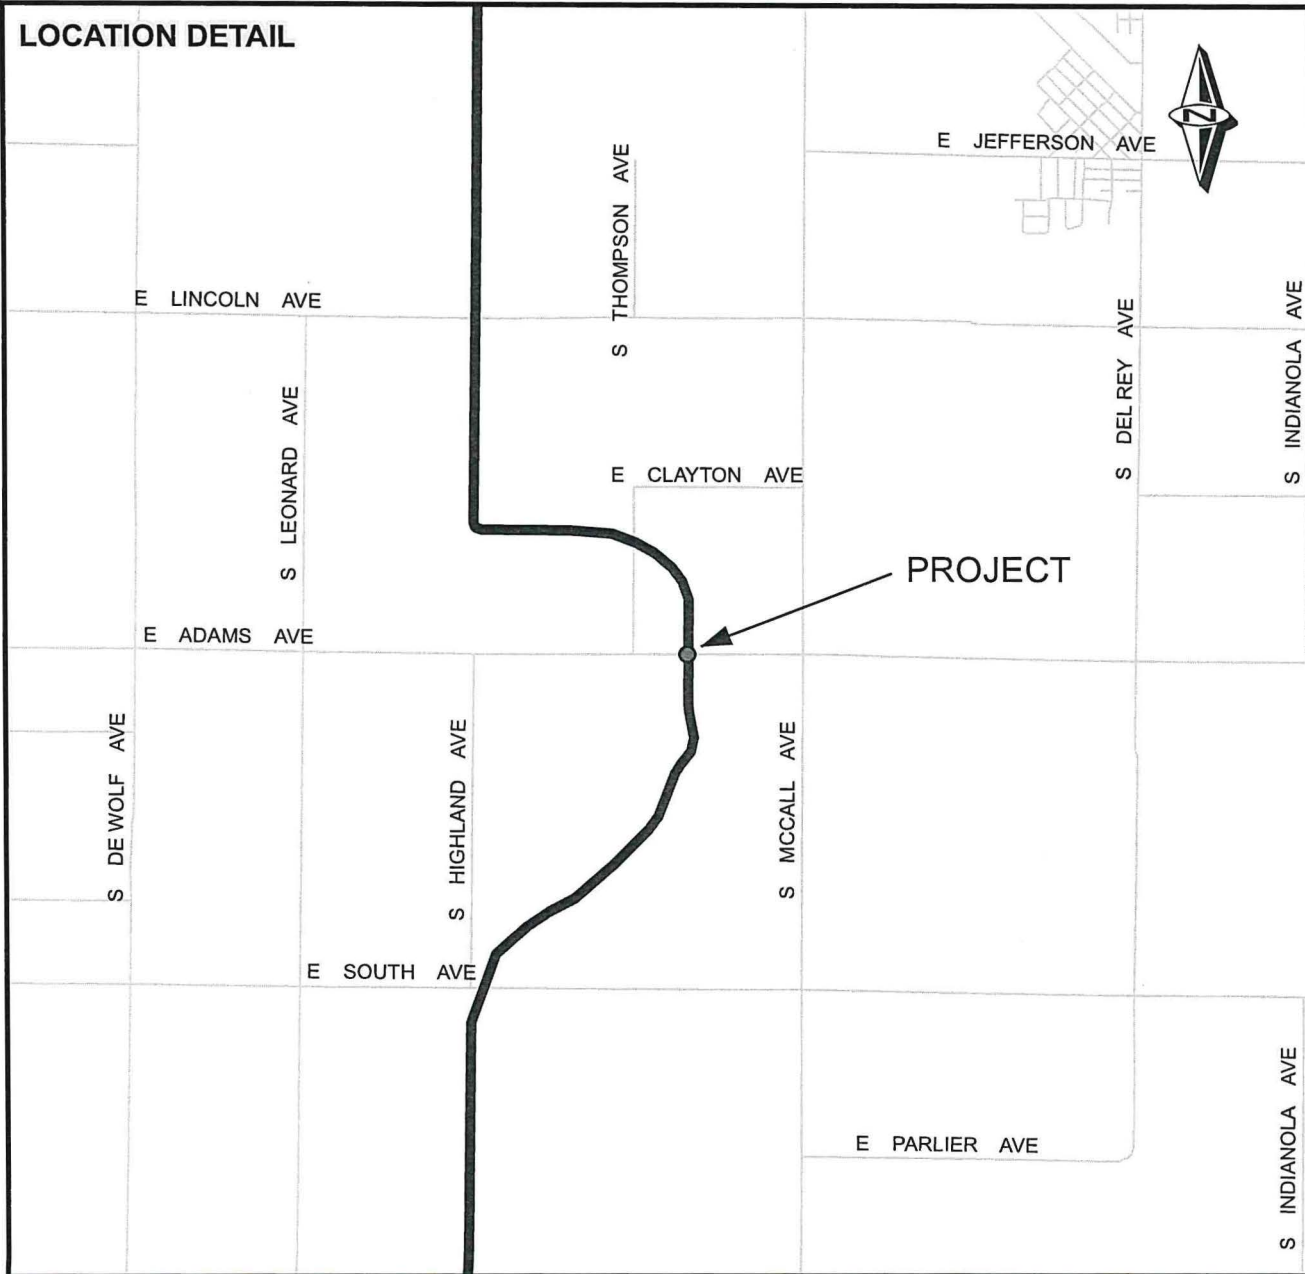 LOCATION DETAIL
N
E JEFFERSON AVE
S THOMPSON AVE
E LINCOLN AVE
S DEL REY AVE
S INDIANOLA AVE
S LEONARD AVE
E CLAYTON AVE
PROJECT
E ADAMS AVE
S DE WOLF AVE
S HIGHLAND AVE
S MCCALL AVE
E SOUTH AVE
E PARLIER AVE
S INDIANOLA AVE